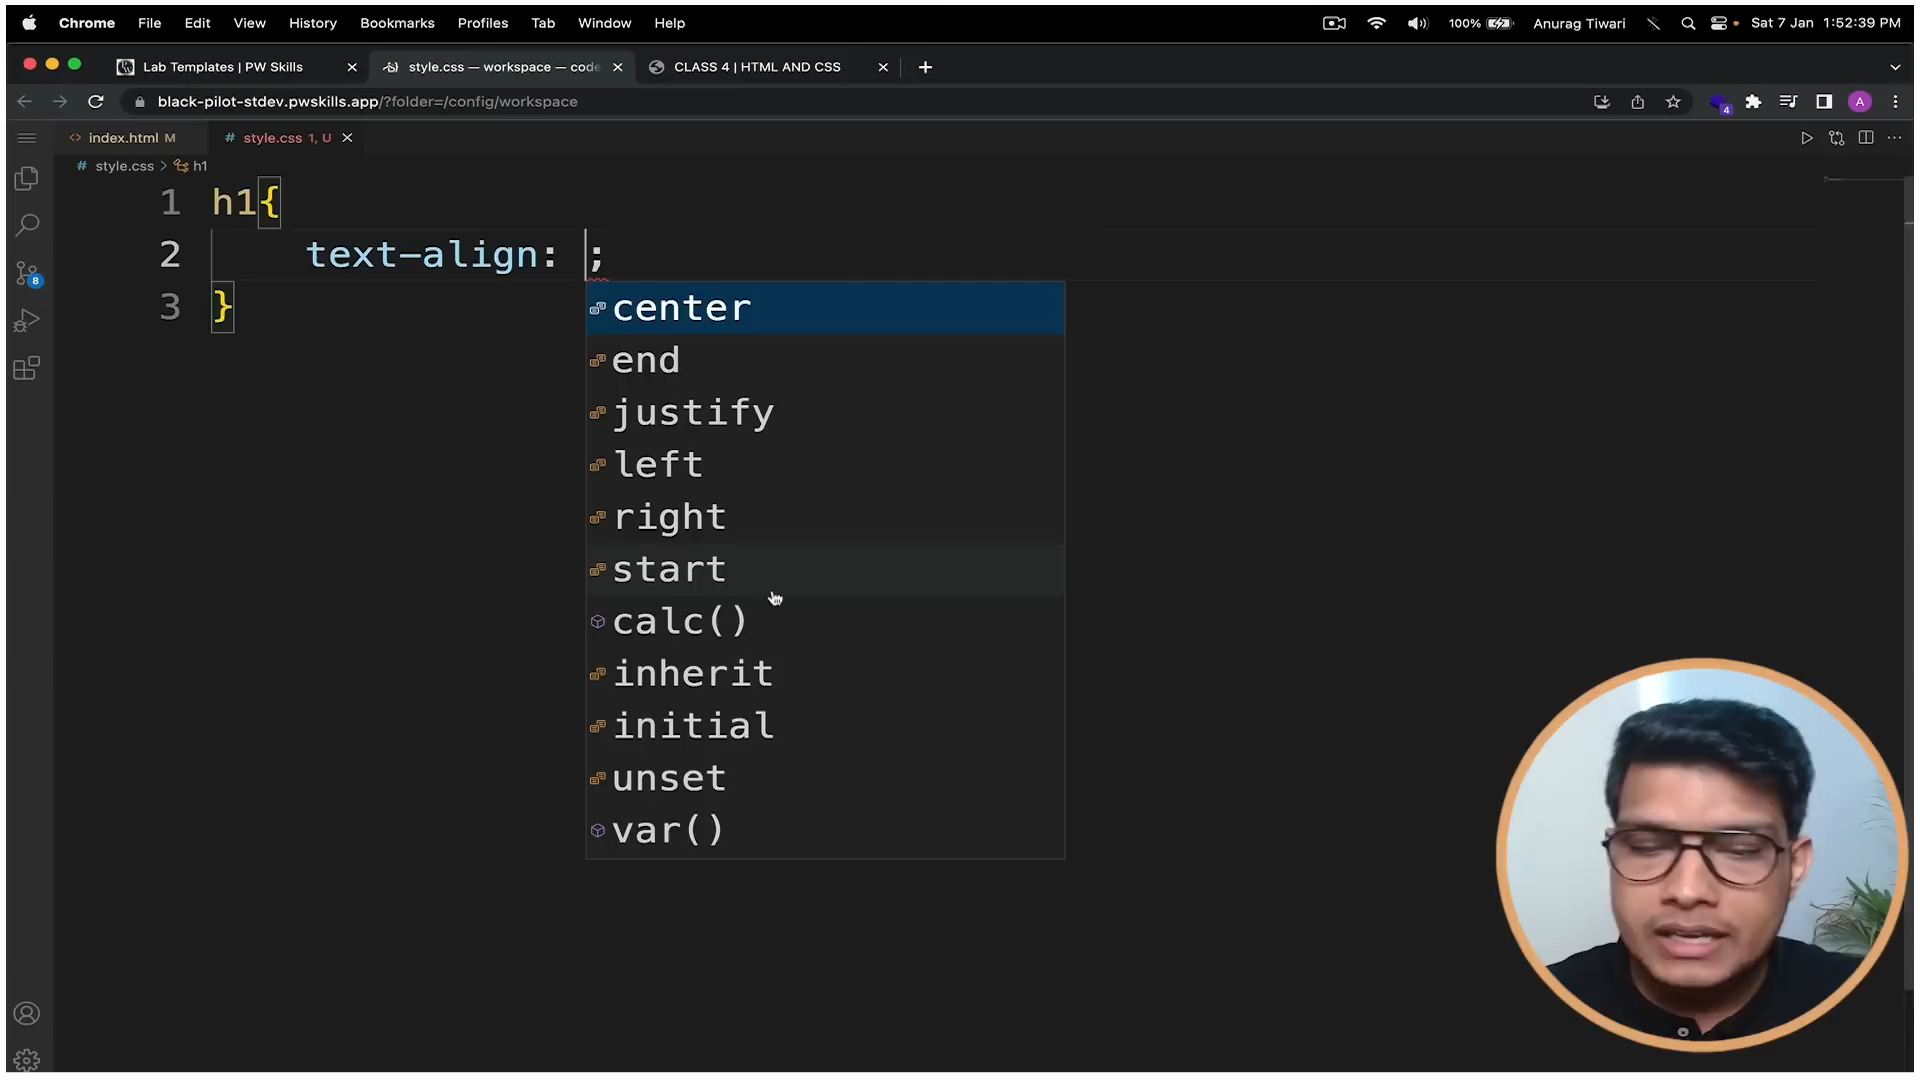 Chrome File Edit View History Bookmarks Profiles Tab Window Help 100% Anurag Tiwari Sat 7 Jan 1:52:39 PM
Lab Templates | PW Skills style.css — workspace — code CLASS 4 | HTML AND CSS
black-pilot-stdev.pwskills.app/?folder=/config/workspace 4 A
index.html M # style.css 1, U
# style.css > h1
1 h1{
2 text-align: ;
3 }
8
center
end
justify
left
right
start
calc()
inherit
initial
unset
var()